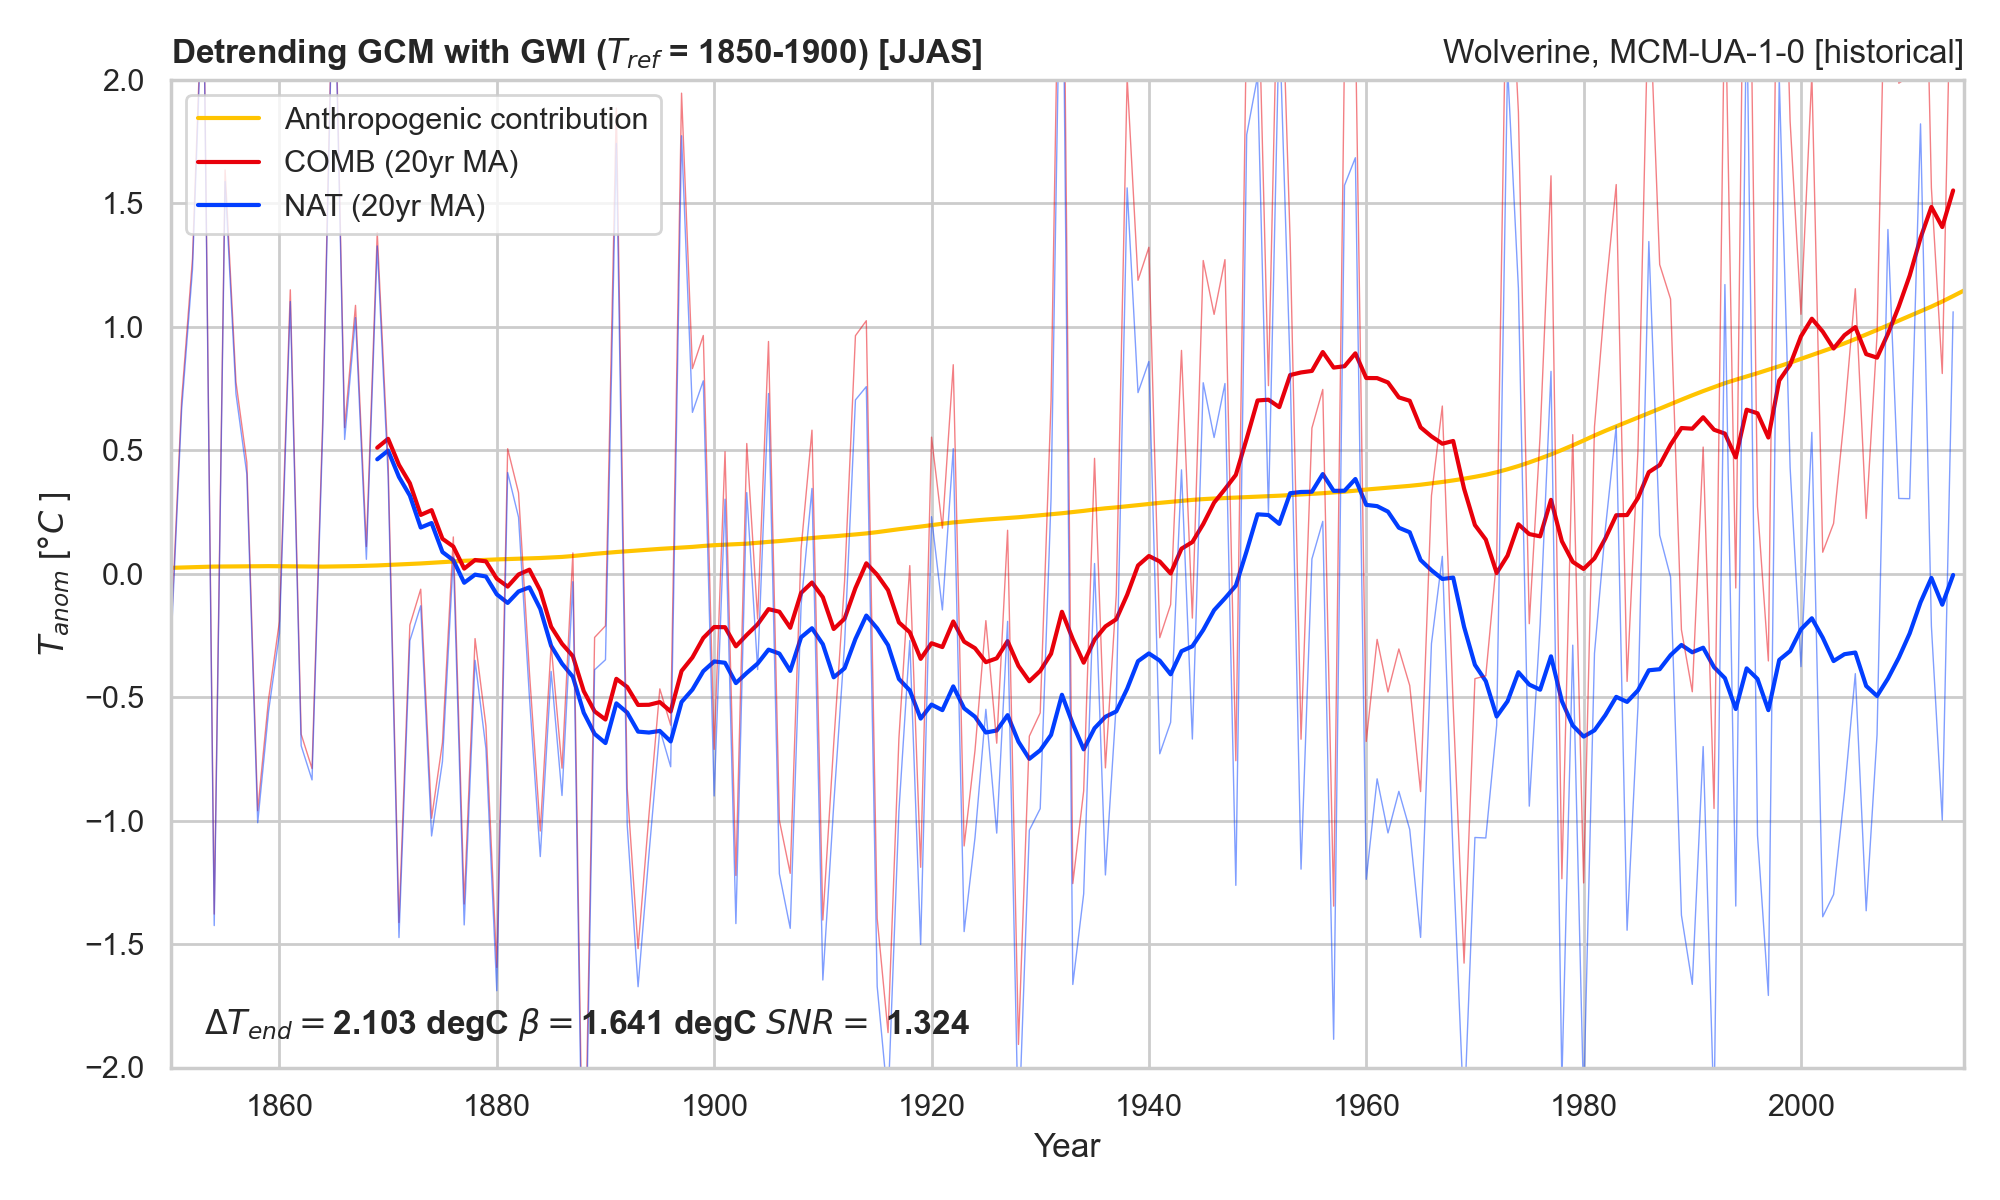 Detrending GCM with GWI (T_ref = 1850-1900) [JJAS]
Wolverine, MCM-UA-1-0 [historical]
Anthropogenic contribution
COMB (20yr MA)
NAT (20yr MA)
2.0
1.5
1.0
0.5
0.0
−0.5
−1.0
−1.5
−2.0
T_anom [°C ]
ΔT_end = 2.103 degC β = 1.641 degC SNR = 1.324
1860 1880 1900 1920 1940 1960 1980 2000
Year